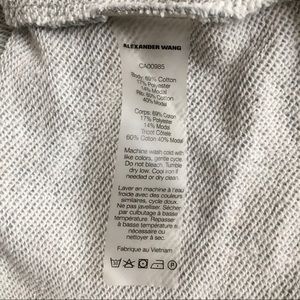 ALEXANDER WANG
CA00985
Body: 69% Cotton
17% Polyester
14% Modal
Rib: 60% Cotton
40% Modal
Corps: 69% Coton
17% Polyester
14% Modal
Tricot Côtelé
60% Coton 40% Modal
Machine wash cold with
like colors, gentle cycle.
Do not bleach. Tumble
dry low. Cool iron if
needed or dry clean.
Laver en machine à l'eau
froide avec des couleurs
similaires, cycle doux.
Ne pas javelliser. Sécher
par culbutage à basse
température. Repasser
à basse température
si nécessaire ou
nettoyer à sec.
Fabrique au Vietnam